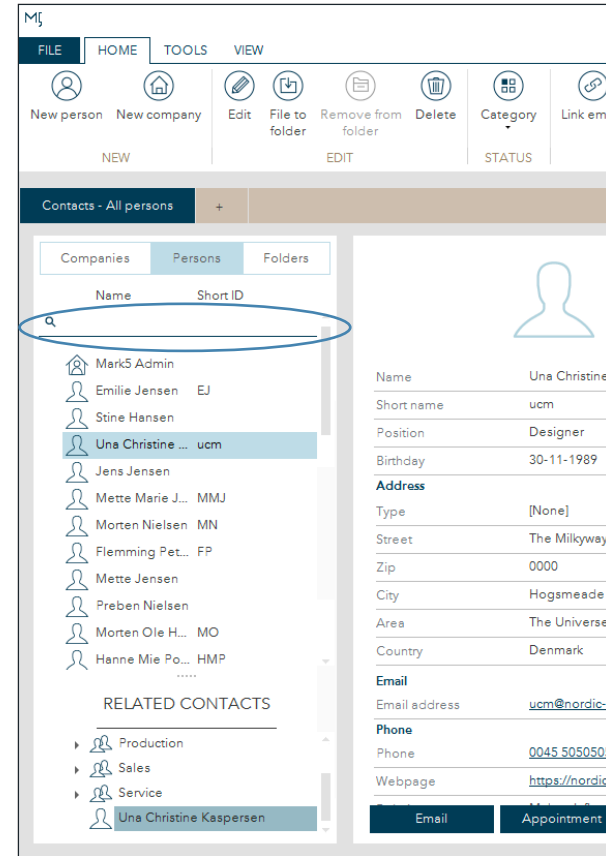 M5
FILE HOME TOOLS VIEW
New person New company Edit File to folder Remove from folder Delete Category Link em
NEW EDIT STATUS
Contacts - All persons +
Companies Persons Folders
Name Short ID
Mark5 Admin
Emilie Jensen EJ
Stine Hansen
Una Christine ... ucm
Jens Jensen
Mette Marie J... MMJ
Morten Nielsen MN
Flemming Pet... FP
Mette Jensen
Preben Nielsen
Morten Ole H... MO
Hanne Mie Po... HMP
RELATED CONTACTS
Production
Sales
Service
Una Christine Kaspersen
Name Una Christine
Short name ucm
Position Designer
Birthday 30-11-1989
Address
Type [None]
Street The Milkyway
Zip 0000
City Hogsmeade
Area The Universe
Country Denmark
Email
Email address ucm@nordic-
Phone
Phone 0045 505050
Webpage https://nordic
Email Appointment